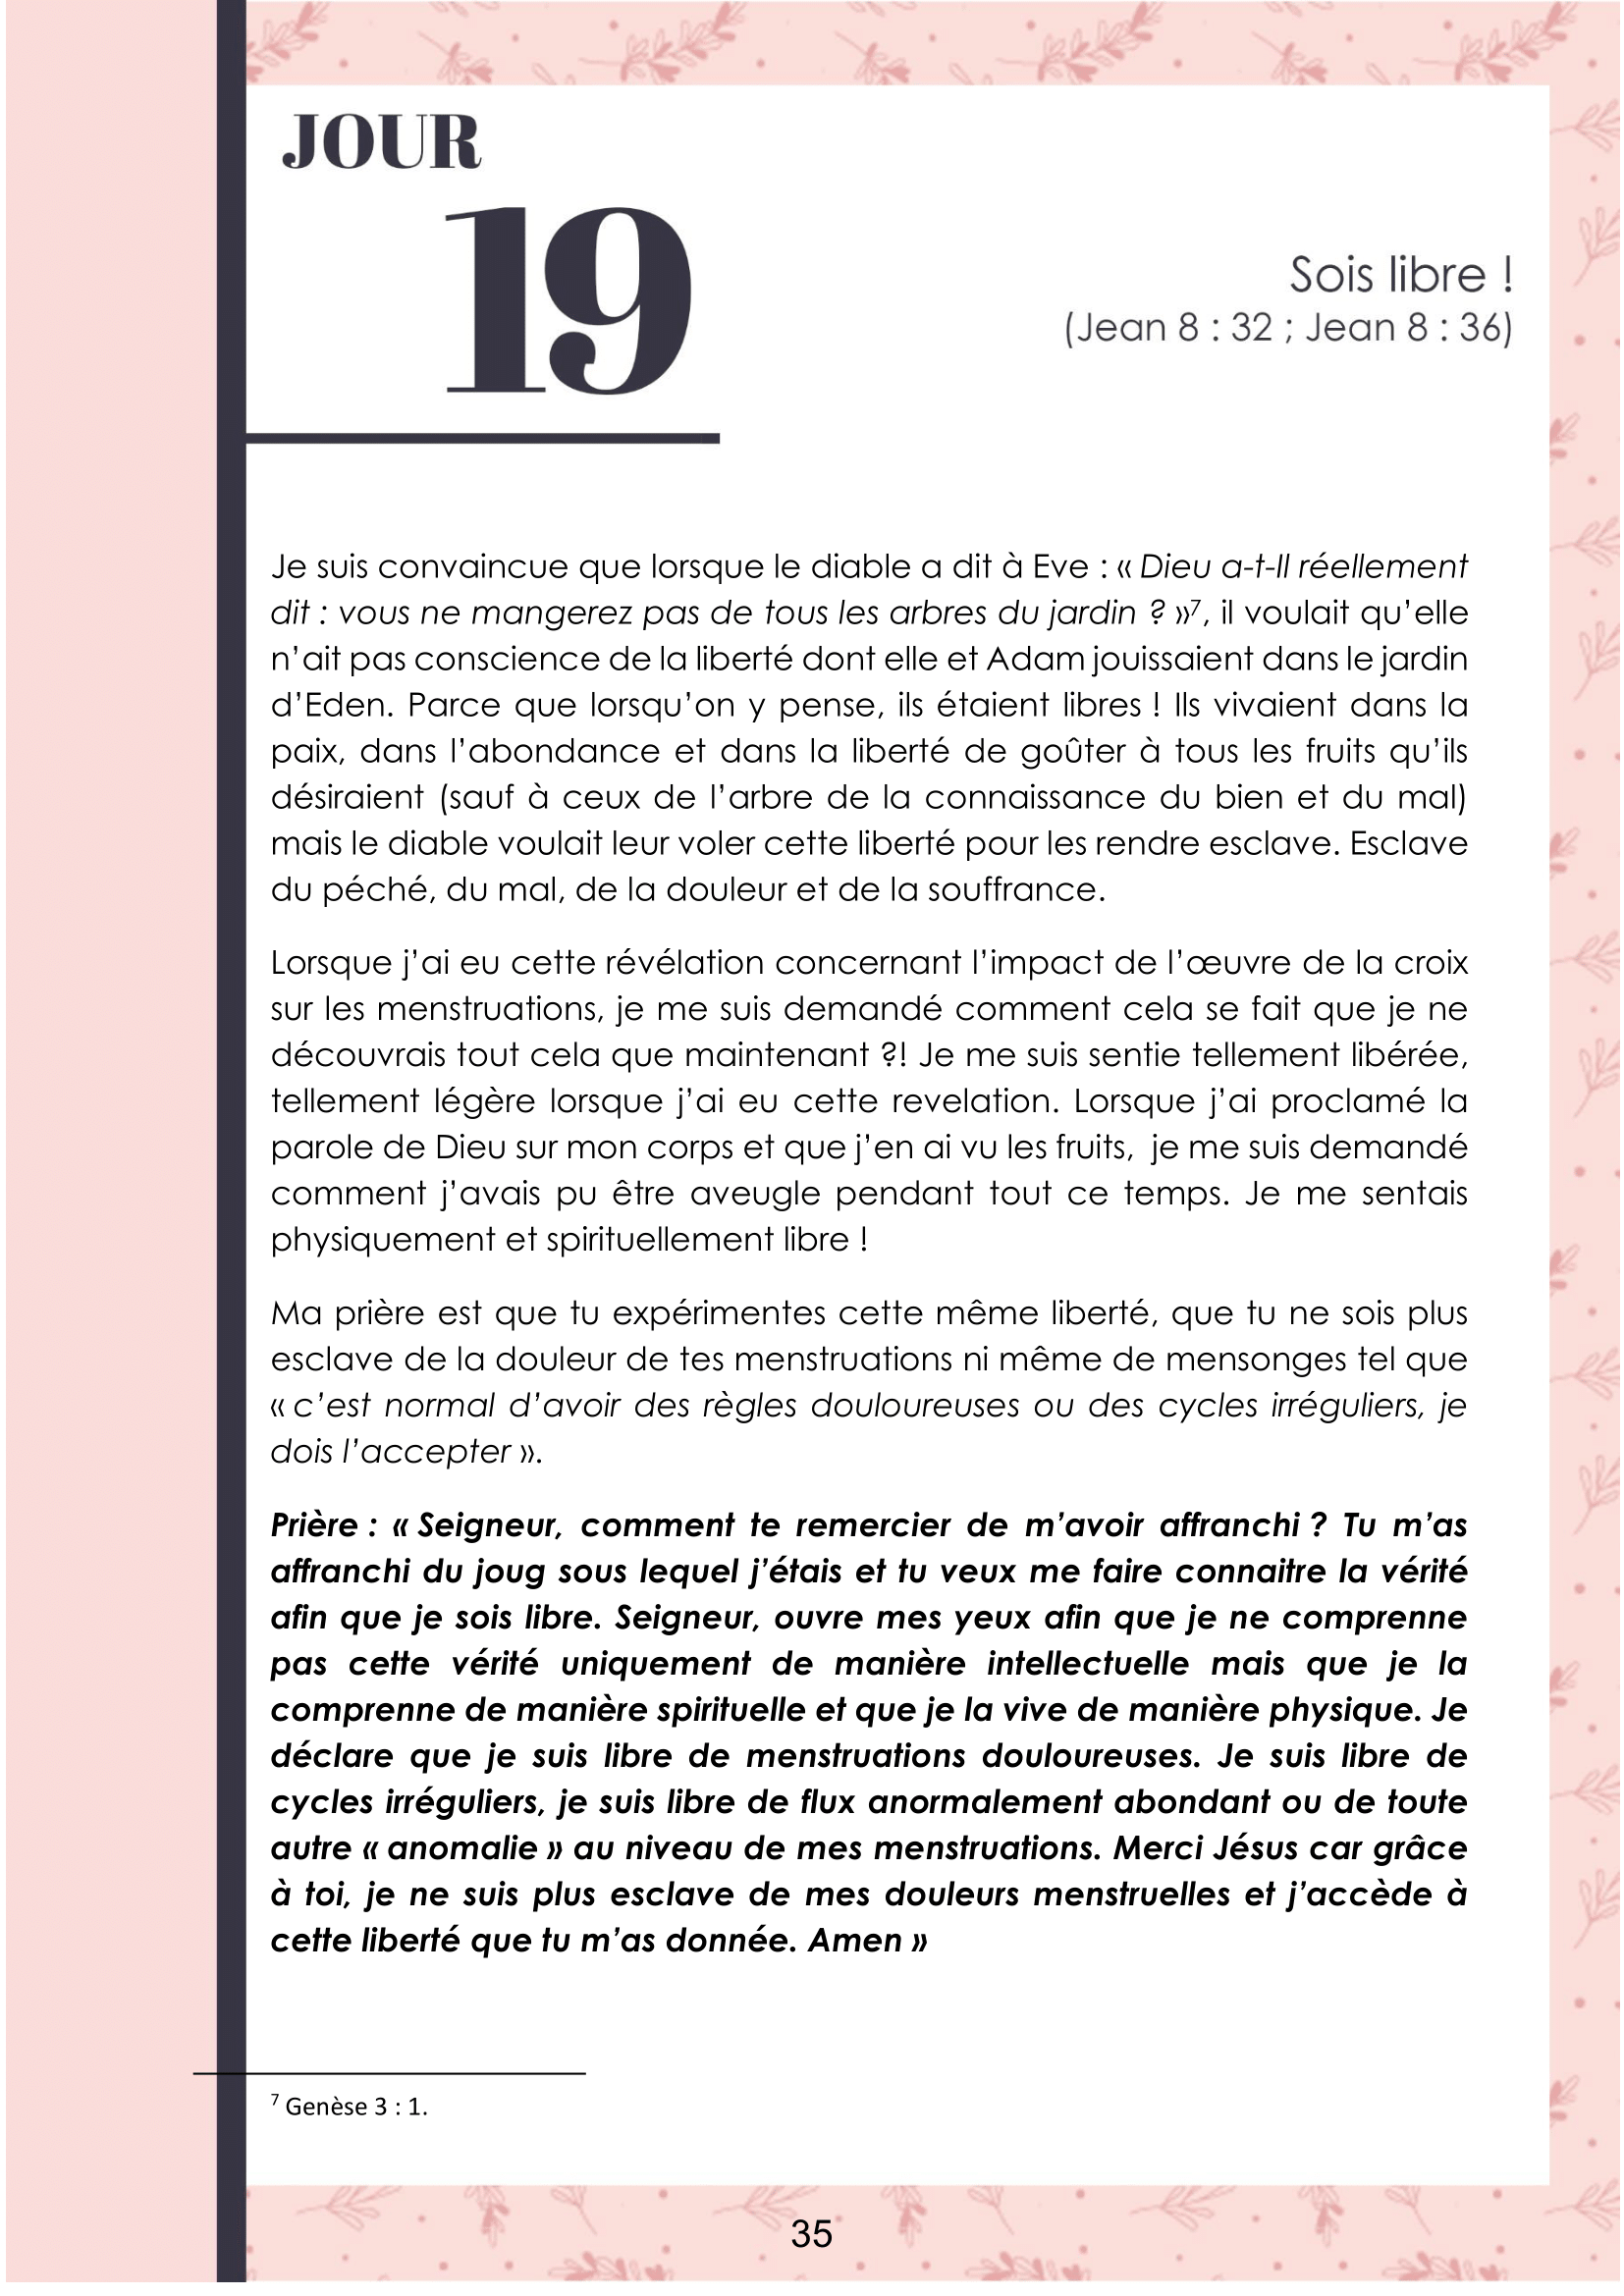 JOUR
19
Sois libre !
(Jean 8 : 32 ; Jean 8 : 36)
Je suis convaincue que lorsque le diable a dit à Eve : « Dieu a-t-Il réellement
dit : vous ne mangerez pas de tous les arbres du jardin ? »⁷, il voulait qu’elle
n’ait pas conscience de la liberté dont elle et Adam jouissaient dans le jardin
d’Eden. Parce que lorsqu’on y pense, ils étaient libres ! Ils vivaient dans la
paix, dans l’abondance et dans la liberté de goûter à tous les fruits qu’ils
désiraient (sauf à ceux de l’arbre de la connaissance du bien et du mal)
mais le diable voulait leur voler cette liberté pour les rendre esclave. Esclave
du péché, du mal, de la douleur et de la souffrance.
Lorsque j’ai eu cette révélation concernant l’impact de l’œuvre de la croix
sur les menstruations, je me suis demandé comment cela se fait que je ne
découvrais tout cela que maintenant ?! Je me suis sentie tellement libérée,
tellement légère lorsque j’ai eu cette revelation. Lorsque j’ai proclamé la
parole de Dieu sur mon corps et que j’en ai vu les fruits, je me suis demandé
comment j’avais pu être aveugle pendant tout ce temps. Je me sentais
physiquement et spirituellement libre !
Ma prière est que tu expérimentes cette même liberté, que tu ne sois plus
esclave de la douleur de tes menstruations ni même de mensonges tel que
« c’est normal d’avoir des règles douloureuses ou des cycles irréguliers, je
dois l’accepter ».
Prière : « Seigneur, comment te remercier de m’avoir affranchi ? Tu m’as
affranchi du joug sous lequel j’étais et tu veux me faire connaitre la vérité
afin que je sois libre. Seigneur, ouvre mes yeux afin que je ne comprenne
pas cette vérité uniquement de manière intellectuelle mais que je la
comprenne de manière spirituelle et que je la vive de manière physique. Je
déclare que je suis libre de menstruations douloureuses. Je suis libre de
cycles irréguliers, je suis libre de flux anormalement abondant ou de toute
autre « anomalie » au niveau de mes menstruations. Merci Jésus car grâce
à toi, je ne suis plus esclave de mes douleurs menstruelles et j’accède à
cette liberté que tu m’as donnée. Amen »
⁷ Genèse 3 : 1.
35